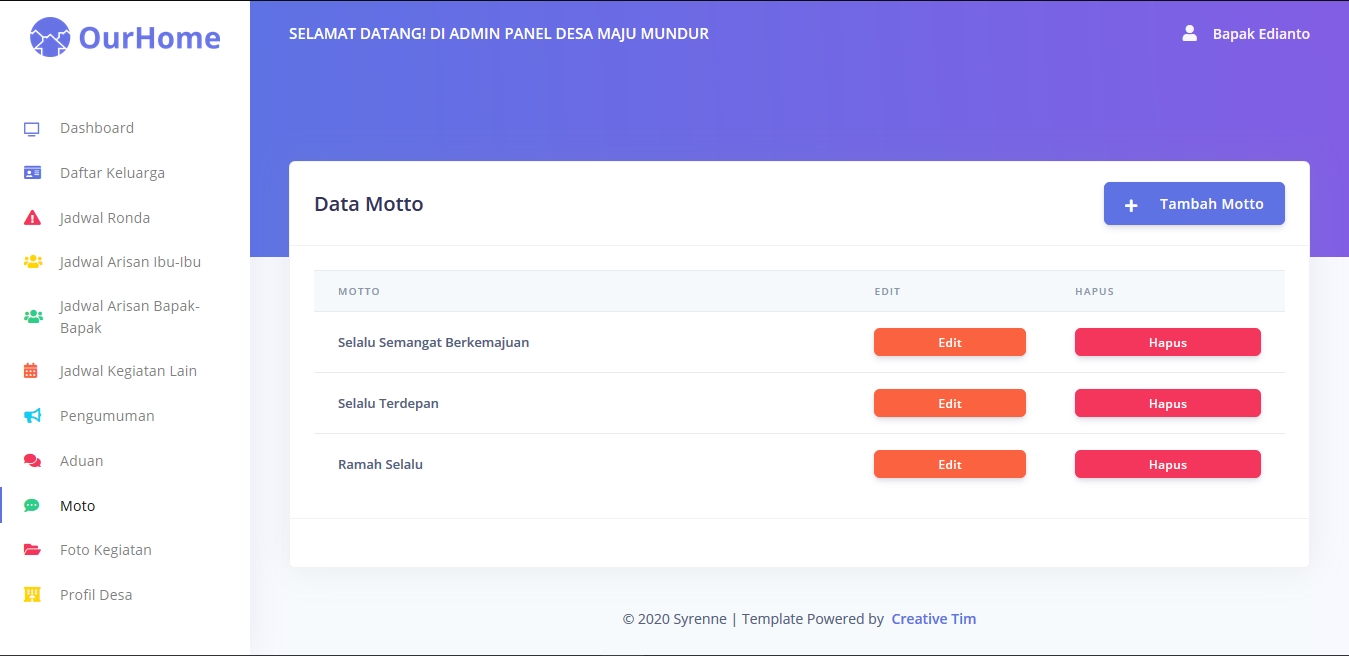 OurHome
SELAMAT DATANG! DI ADMIN PANEL DESA MAJU MUNDUR
Bapak Edianto
Dashboard
Daftar Keluarga
Jadwal Ronda
Jadwal Arisan Ibu-Ibu
Jadwal Arisan Bapak-
Bapak
Jadwal Kegiatan Lain
Pengumuman
Aduan
Moto
Foto Kegiatan
Profil Desa
Data Motto
+ Tambah Motto
MOTTO EDIT HAPUS
Selalu Semangat Berkemajuan Edit Hapus
Selalu Terdepan Edit Hapus
Ramah Selalu Edit Hapus
© 2020 Syrenne | Template Powered by Creative Tim